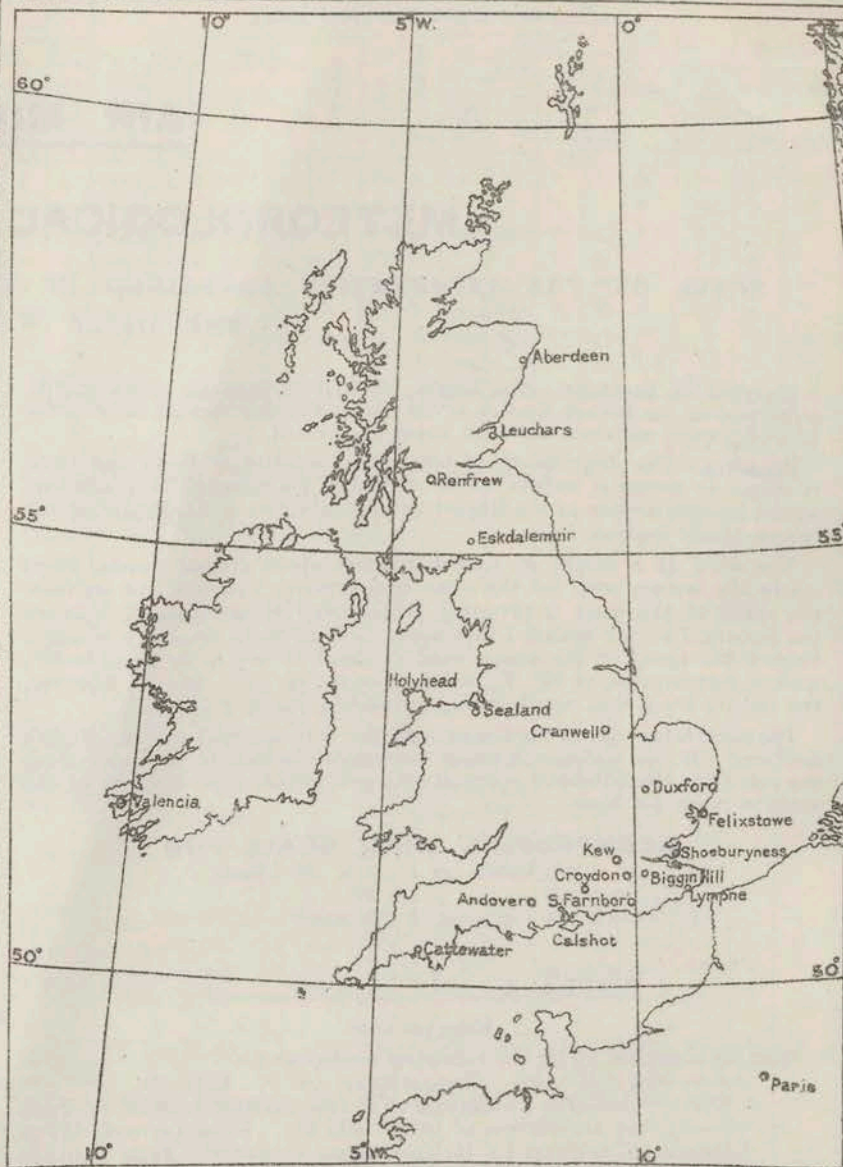 10° 5°W. 0°
60°
Aberdeen
Leuchars
Renfrew
Eskdalemuir
55° 55°
Holyhead
Sealand
Cranwell
Duxford
Valencia
Felixstowe
Shoeburyness
Kew
Croydon
Biggin Hill
Lympne
Andover
S. Farnboro
Calshot
Cattewater
50° 50°
Paris
10° 5°W. 10°